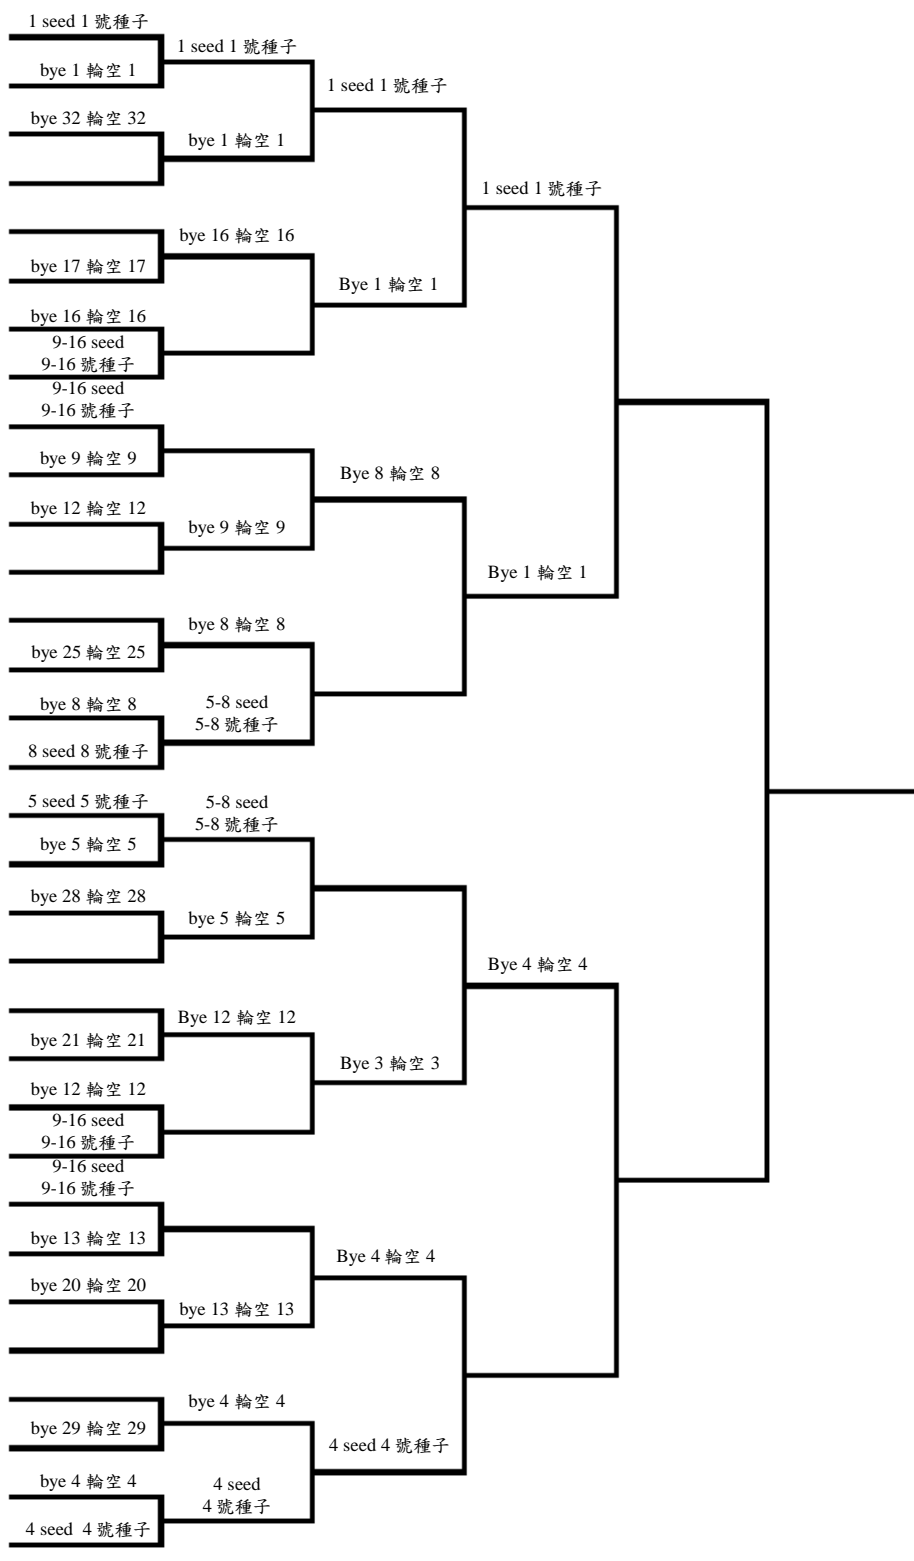 1 seed 1 號種子
bye 1 輪空 1
bye 32 輪空 32
bye 17 輪空 17
bye 16 輪空 16
9-16 seed
9-16 號種子
9-16 seed
9-16 號種子
bye 9 輪空 9
bye 12 輪空 12
bye 25 輪空 25
bye 8 輪空 8
8 seed 8 號種子
5 seed 5 號種子
bye 5 輪空 5
bye 28 輪空 28
bye 21 輪空 21
bye 12 輪空 12
9-16 seed
9-16 號種子
9-16 seed
9-16 號種子
bye 13 輪空 13
bye 20 輪空 20
bye 29 輪空 29
bye 4 輪空 4
4 seed 4 號種子
1 seed 1 號種子
bye 1 輪空 1
bye 16 輪空 16
bye 9 輪空 9
bye 8 輪空 8
5-8 seed
5-8 號種子
5-8 seed
5-8 號種子
bye 5 輪空 5
Bye 12 輪空 12
bye 13 輪空 13
bye 4 輪空 4
4 seed
4 號種子
1 seed 1 號種子
Bye 1 輪空 1
Bye 8 輪空 8
Bye 3 輪空 3
Bye 4 輪空 4
4 seed 4 號種子
1 seed 1 號種子
Bye 1 輪空 1
Bye 4 輪空 4